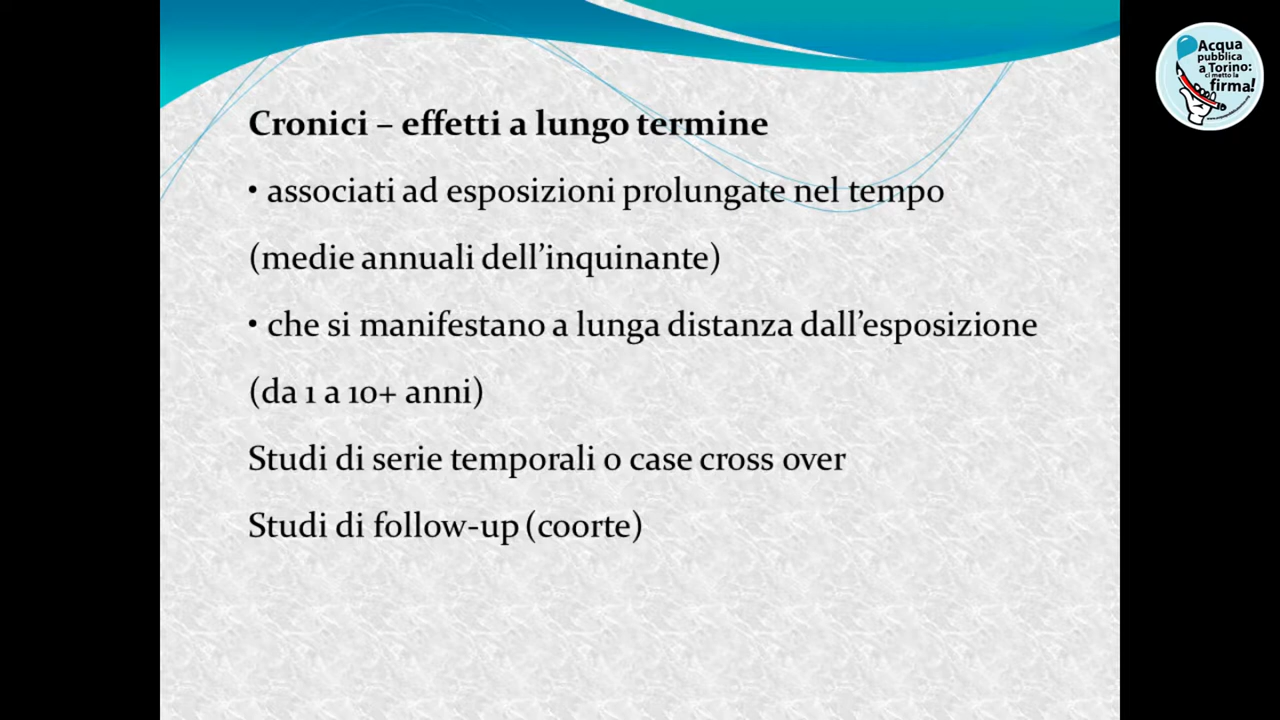 Cronici – effetti a lungo termine
• associati ad esposizioni prolungate nel tempo
(medie annuali dell’inquinante)
• che si manifestano a lunga distanza dall’esposizione
(da 1 a 10+ anni)
Studi di serie temporali o case cross over
Studi di follow-up (coorte)
Acqua
pubblica
a Torino:
ci metto la
firma!